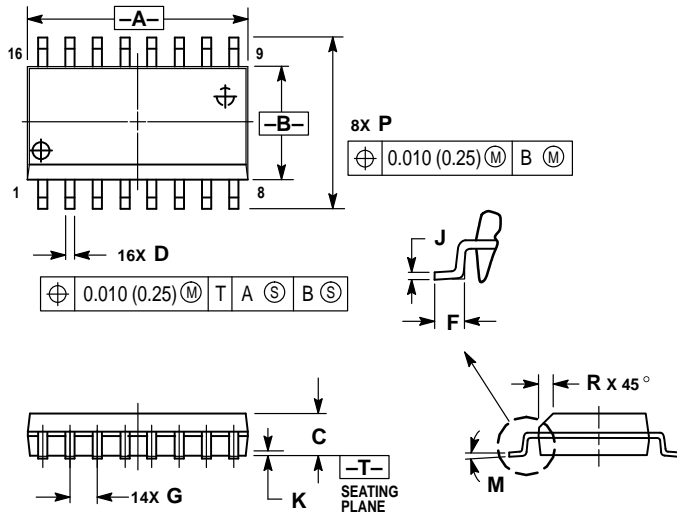 –A–
16 9
–B–
8X P
⌖ 0.010 (0.25) Ⓜ B Ⓜ
1 8
16X D
⌖ 0.010 (0.25) Ⓜ T A Ⓢ B Ⓢ
J
F
R X 45°
C
–T–
SEATING
PLANE
14X G
K
M